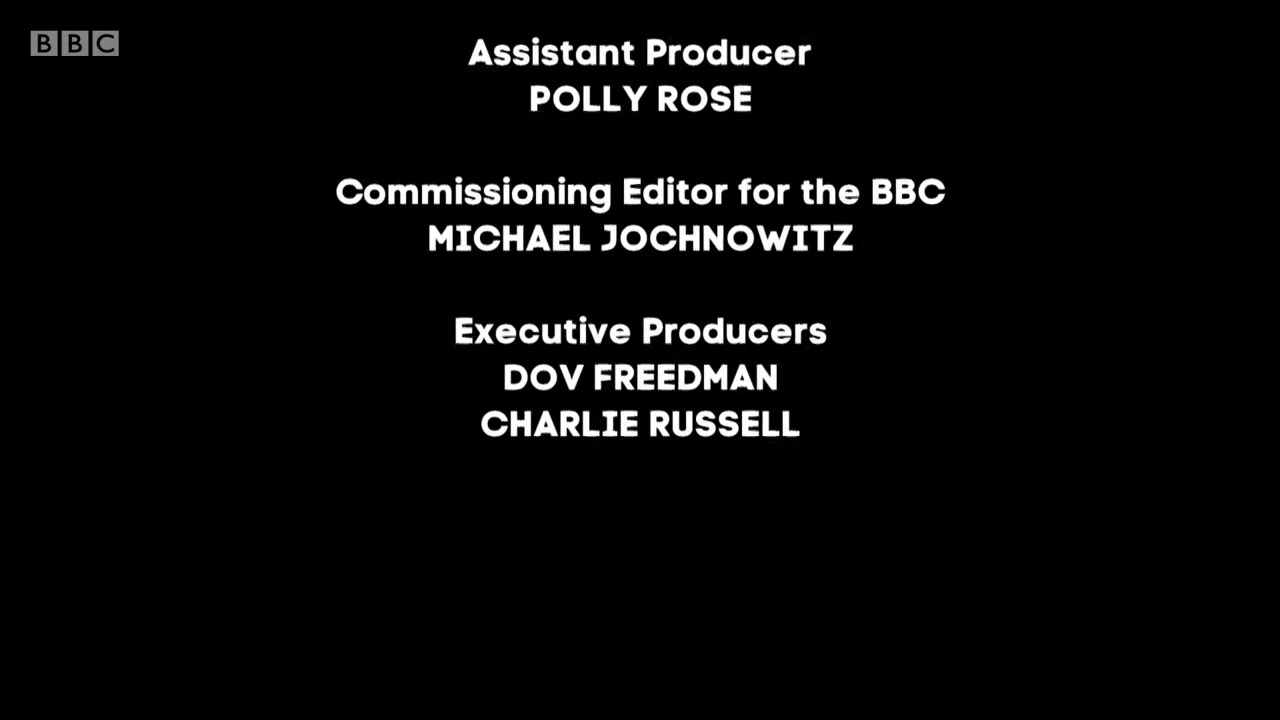 BBC
Assistant Producer
POLLY ROSE
Commissioning Editor for the BBC
MICHAEL JOCHNOWITZ
Executive Producers
DOV FREEDMAN
CHARLIE RUSSELL